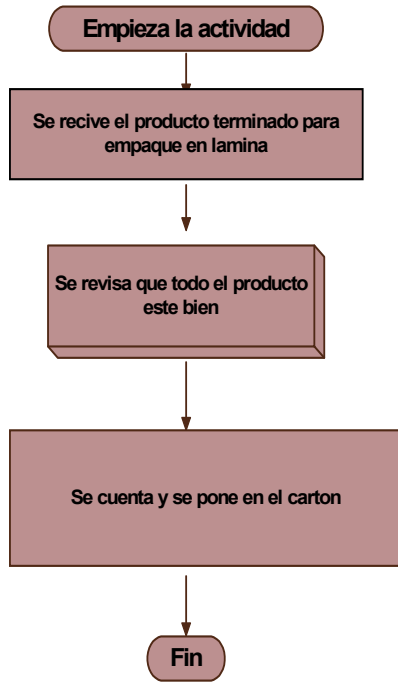 Empieza la actividad
Se recive el producto terminado para
empaque en lamina
Se revisa que todo el producto
este bien
Se cuenta y se pone en el carton
Fin